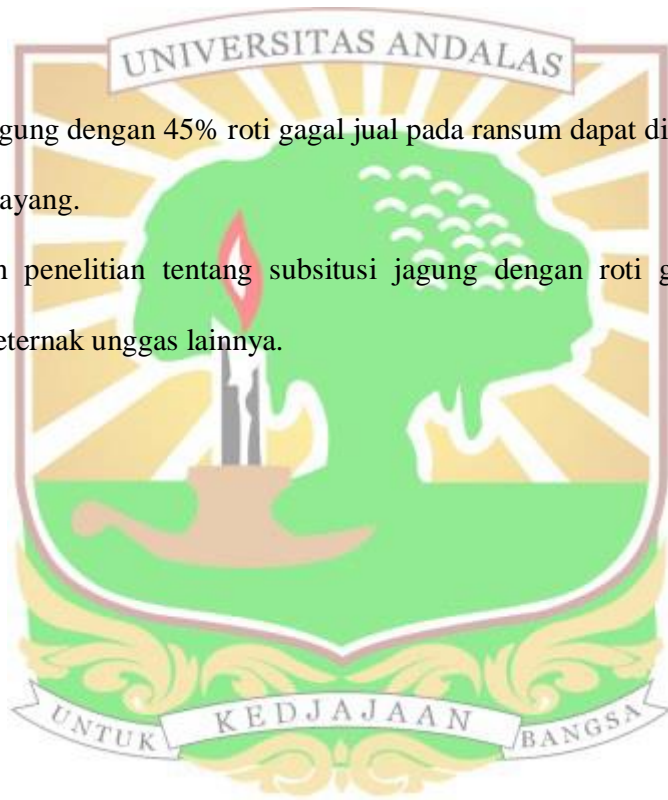 UNIVERSITAS ANDALAS
gung dengan 45% roti gagal jual pada ransum dapat di
ayang.
n penelitian tentang subsitusi jagung dengan roti g
eternak unggas lainnya.
UNTUK KEDJAJAAN BANGSA